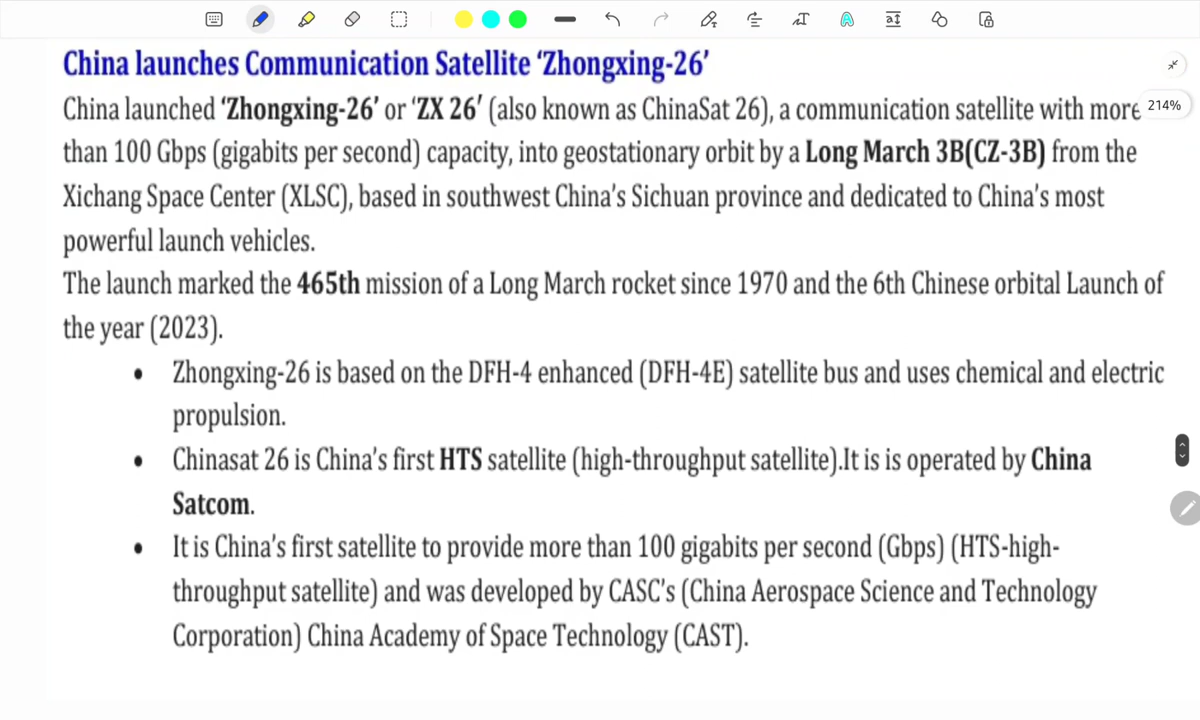 China launches Communication Satellite ‘Zhongxing-26’
China launched ‘Zhongxing-26’ or ‘ZX 26’ (also known as ChinaSat 26), a communication satellite with more
214%
than 100 Gbps (gigabits per second) capacity, into geostationary orbit by a Long March 3B(CZ-3B) from the
Xichang Space Center (XLSC), based in southwest China’s Sichuan province and dedicated to China’s most
powerful launch vehicles.
The launch marked the 465th mission of a Long March rocket since 1970 and the 6th Chinese orbital Launch of
the year (2023).
• Zhongxing-26 is based on the DFH-4 enhanced (DFH-4E) satellite bus and uses chemical and electric
propulsion.
• Chinasat 26 is China’s first HTS satellite (high-throughput satellite).It is is operated by China
Satcom.
• It is China’s first satellite to provide more than 100 gigabits per second (Gbps) (HTS-high-
throughput satellite) and was developed by CASC’s (China Aerospace Science and Technology
Corporation) China Academy of Space Technology (CAST).